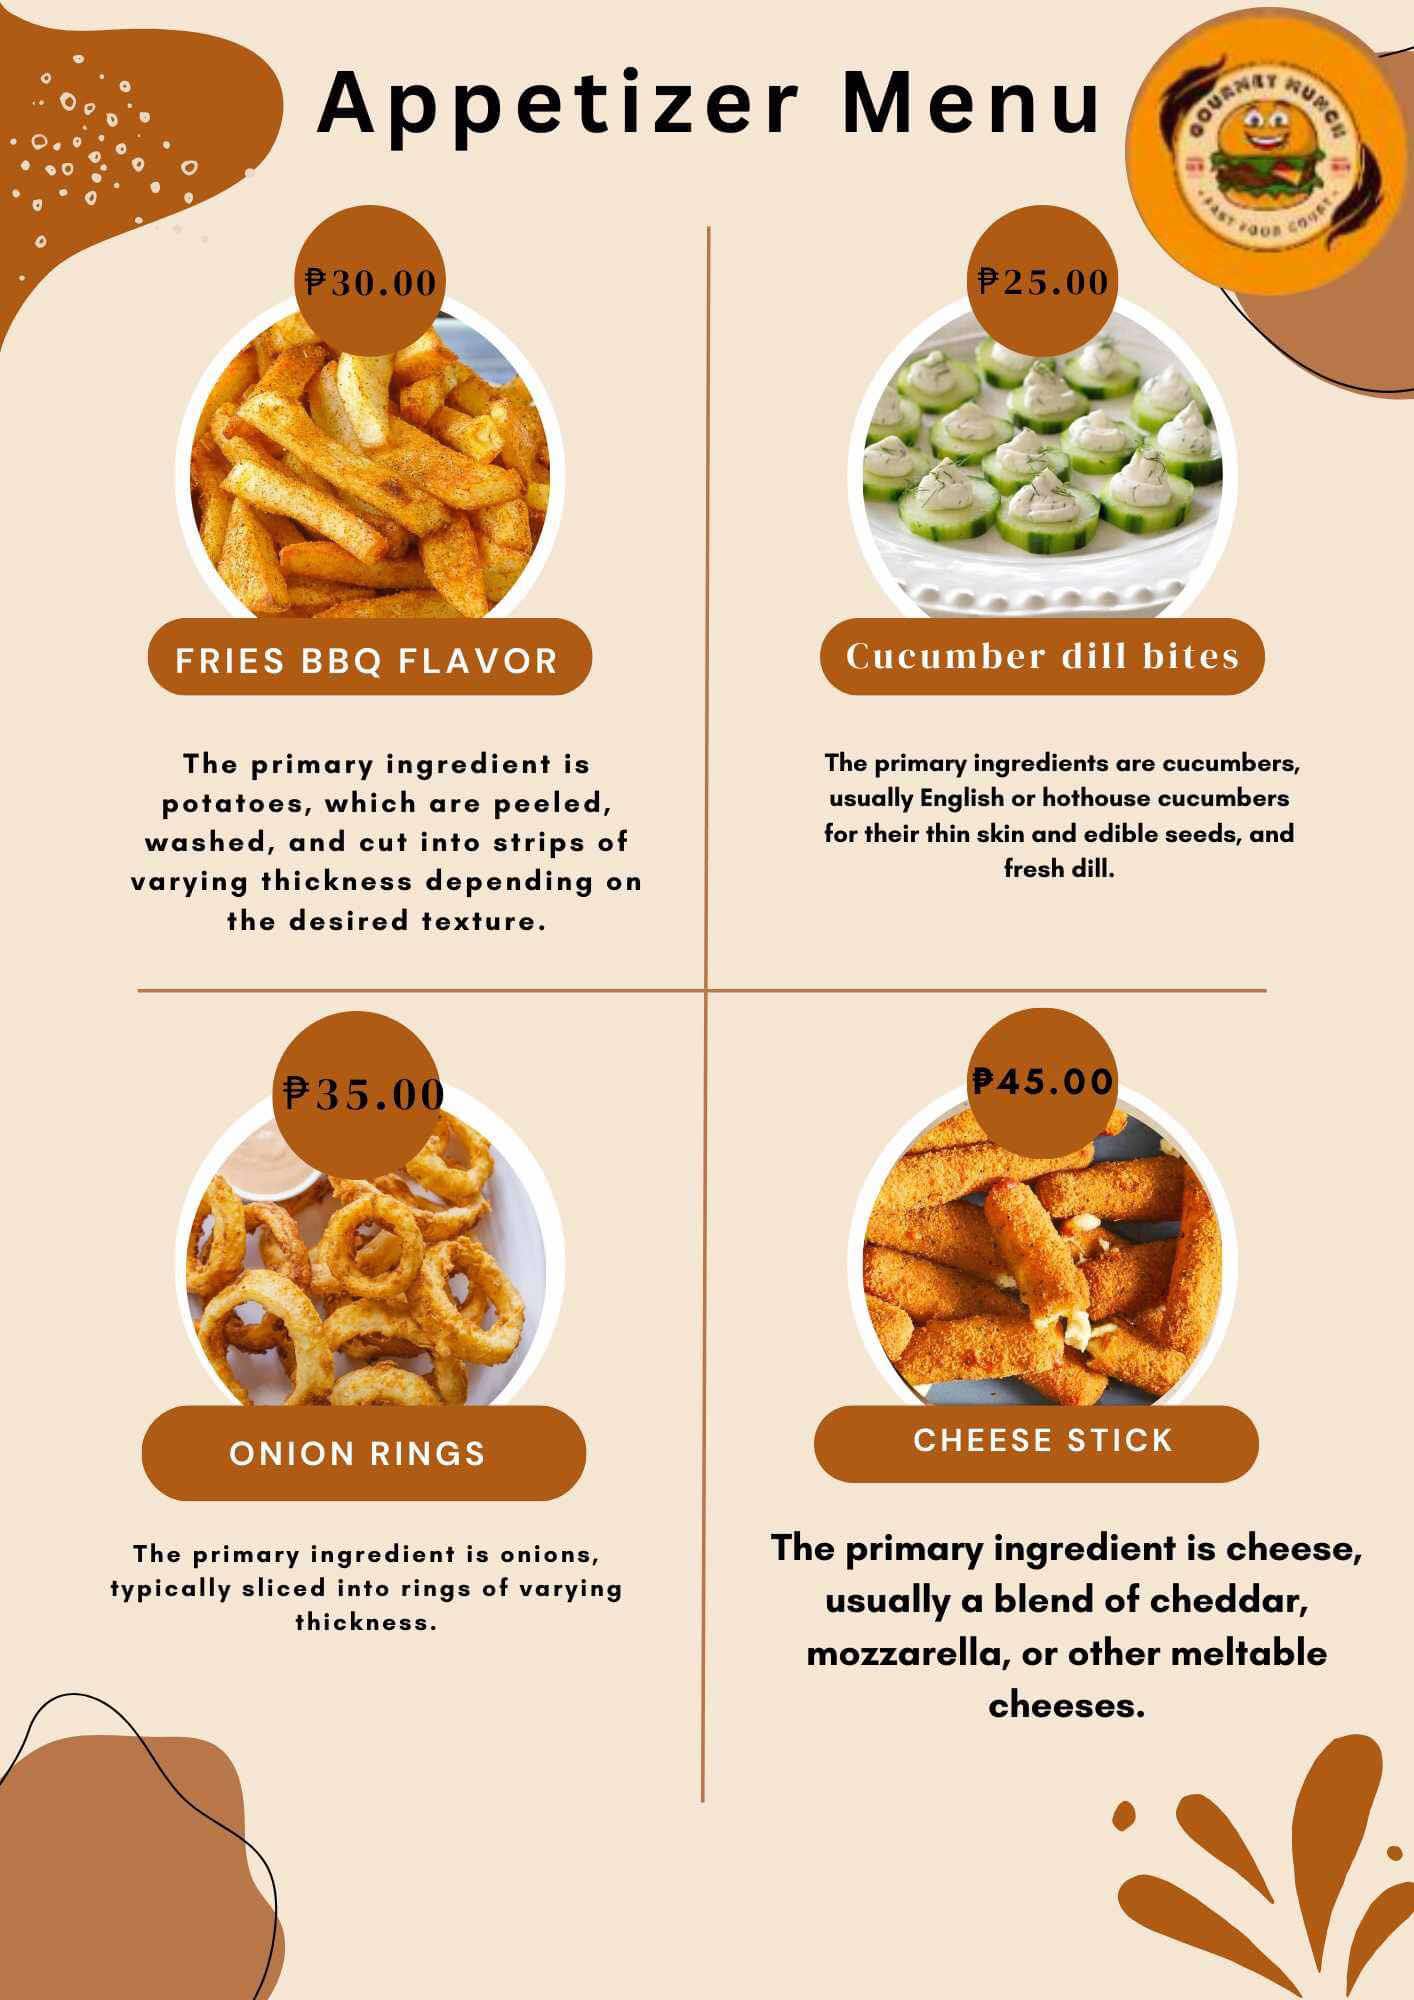 Appetizer Menu
GOURMET MUNCH
FAST FOOD COURT
₱30.00
FRIES BBQ FLAVOR
The primary ingredient is
potatoes, which are peeled,
washed, and cut into strips of
varying thickness depending on
the desired texture.
₱25.00
Cucumber dill bites
The primary ingredients are cucumbers,
usually English or hothouse cucumbers
for their thin skin and edible seeds, and
fresh dill.
₱35.00
ONION RINGS
The primary ingredient is onions,
typically sliced into rings of varying
thickness.
₱45.00
CHEESE STICK
The primary ingredient is cheese,
usually a blend of cheddar,
mozzarella, or other meltable
cheeses.